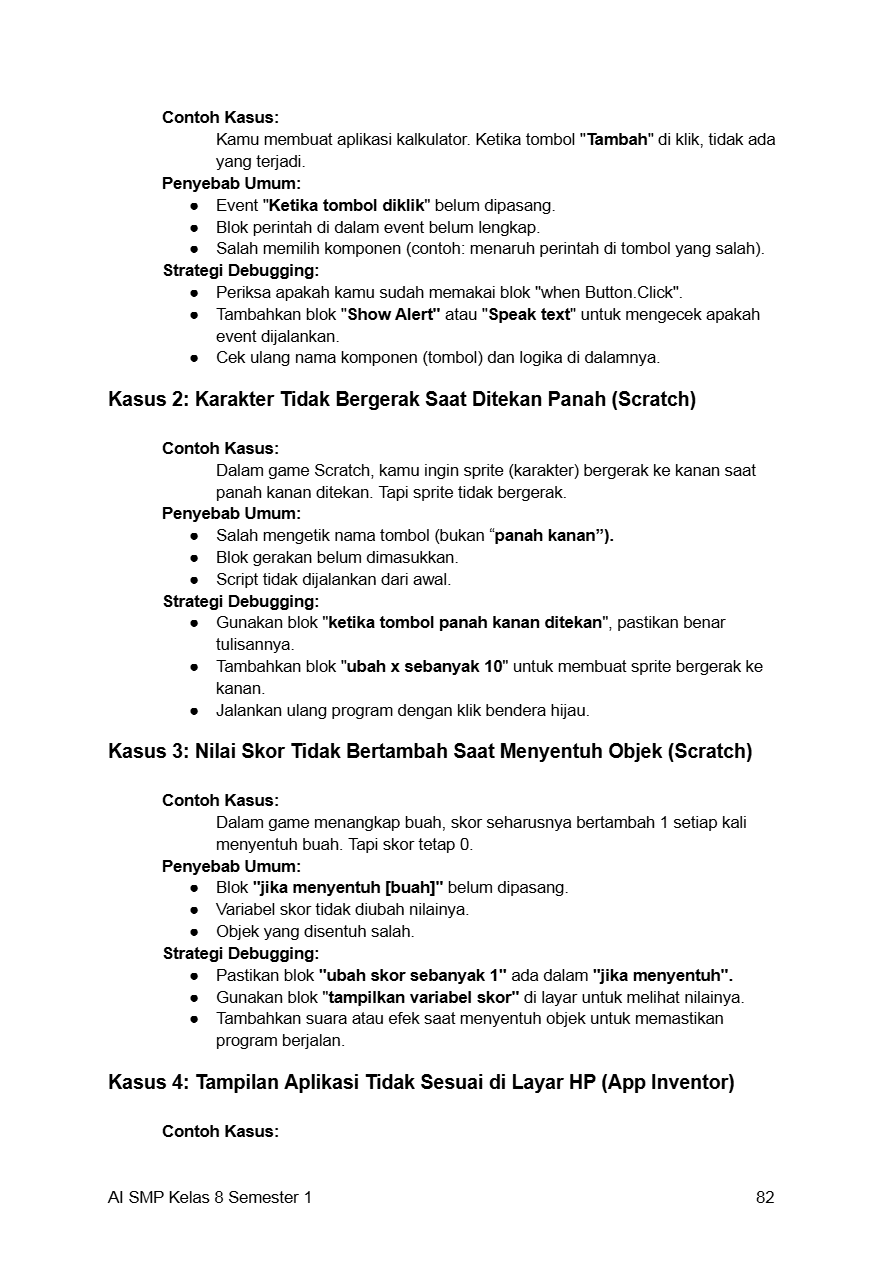 Contoh Kasus:
Kamu membuat aplikasi kalkulator. Ketika tombol "Tambah" di klik, tidak ada
yang terjadi.
Penyebab Umum:
● Event "Ketika tombol diklik" belum dipasang.
● Blok perintah di dalam event belum lengkap.
● Salah memilih komponen (contoh: menaruh perintah di tombol yang salah).
Strategi Debugging:
● Periksa apakah kamu sudah memakai blok "when Button.Click".
● Tambahkan blok "Show Alert" atau "Speak text" untuk mengecek apakah
event dijalankan.
● Cek ulang nama komponen (tombol) dan logika di dalamnya.
Kasus 2: Karakter Tidak Bergerak Saat Ditekan Panah (Scratch)
Contoh Kasus:
Dalam game Scratch, kamu ingin sprite (karakter) bergerak ke kanan saat
panah kanan ditekan. Tapi sprite tidak bergerak.
Penyebab Umum:
● Salah mengetik nama tombol (bukan “panah kanan”).
● Blok gerakan belum dimasukkan.
● Script tidak dijalankan dari awal.
Strategi Debugging:
● Gunakan blok "ketika tombol panah kanan ditekan", pastikan benar
tulisannya.
● Tambahkan blok "ubah x sebanyak 10" untuk membuat sprite bergerak ke
kanan.
● Jalankan ulang program dengan klik bendera hijau.
Kasus 3: Nilai Skor Tidak Bertambah Saat Menyentuh Objek (Scratch)
Contoh Kasus:
Dalam game menangkap buah, skor seharusnya bertambah 1 setiap kali
menyentuh buah. Tapi skor tetap 0.
Penyebab Umum:
● Blok "jika menyentuh [buah]" belum dipasang.
● Variabel skor tidak diubah nilainya.
● Objek yang disentuh salah.
Strategi Debugging:
● Pastikan blok "ubah skor sebanyak 1" ada dalam "jika menyentuh".
● Gunakan blok "tampilkan variabel skor" di layar untuk melihat nilainya.
● Tambahkan suara atau efek saat menyentuh objek untuk memastikan
program berjalan.
Kasus 4: Tampilan Aplikasi Tidak Sesuai di Layar HP (App Inventor)
Contoh Kasus:
AI SMP Kelas 8 Semester 1 82